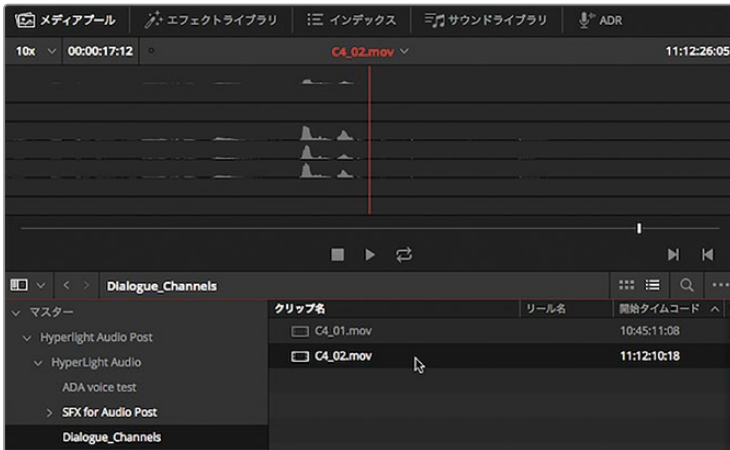 メディアプール エフェクトライブラリ インデックス サウンドライブラリ ADR
10x 00:00:17:12 C4_02.mov 11:12:26:05
Dialogue_Channels
マスター クリップ名 リール名 開始タイムコード
Hyperlight Audio Post C4_01.mov 10:45:11:08
HyperLight Audio C4_02.mov 11:12:10:18
ADA voice test
SFX for Audio Post
Dialogue_Channels